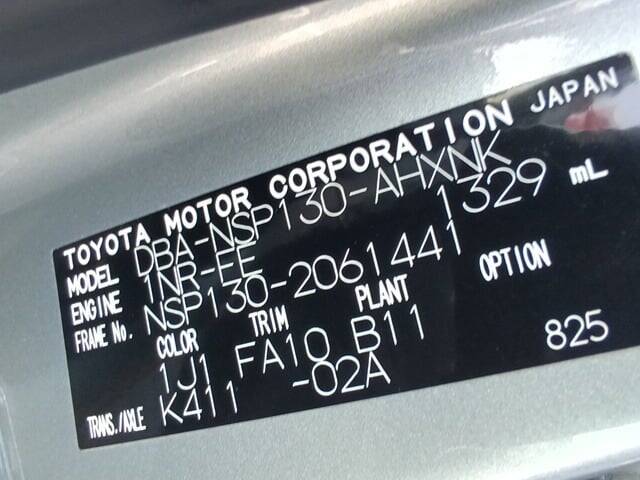 TOYOTA MOTOR CORPORATION JAPAN
MODEL DBA-NSP130-AHXNK
ENGINE 1NR-FE 1329 mL
FRAME No. NSP130-2061441
COLOR TRIM PLANT OPTION
1J1 FA10 B11
TRANS./AXLE K411 -02A 825